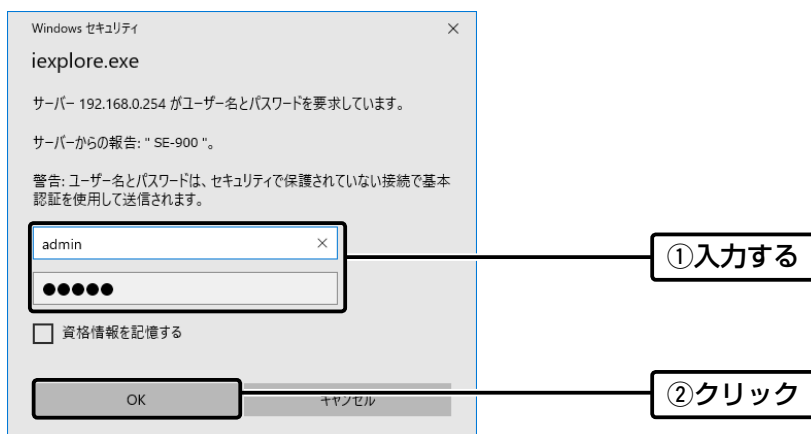 Windows セキュリティ
iexplore.exe
サーバー 192.168.0.254 がユーザー名とパスワードを要求しています。
サーバーからの報告: " SE-900 "。
警告: ユーザー名とパスワードは、セキュリティで保護されていない接続で基本
認証を使用して送信されます。
admin
●●●●●
①入力する
資格情報を記憶する
OK
キャンセル
②クリック